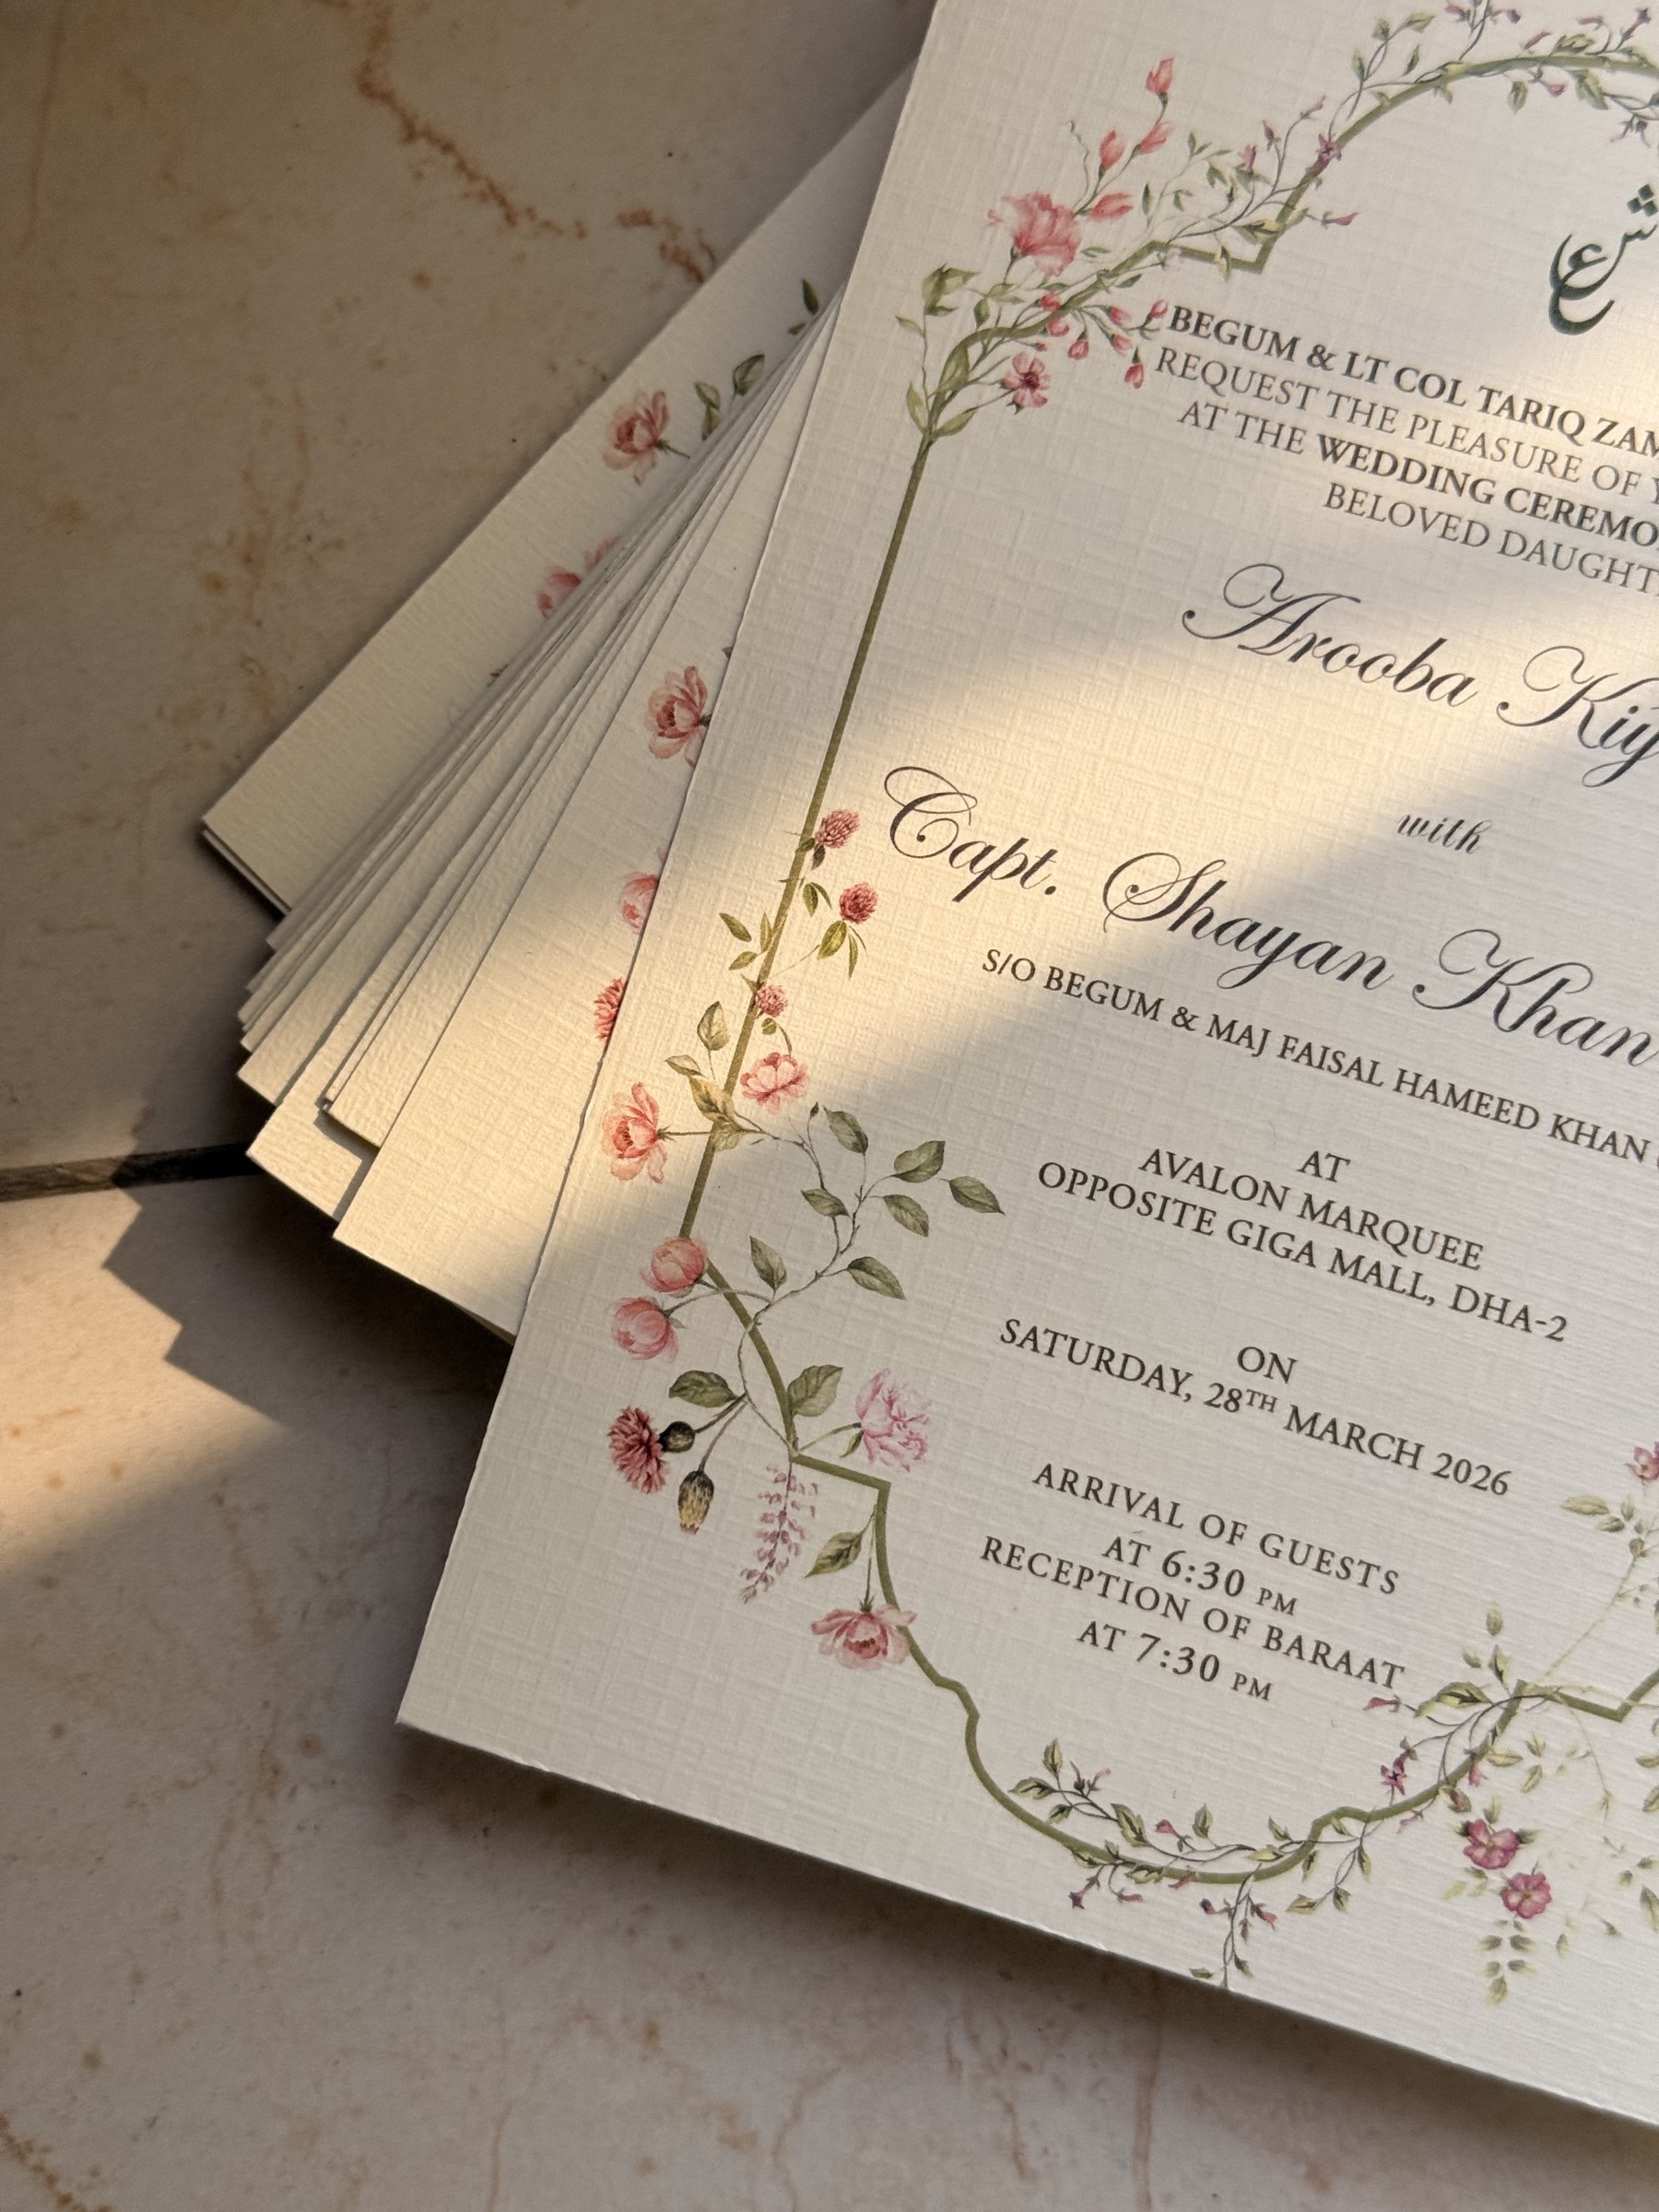 ش
ع
BEGUM & LT COL TARIQ
REQUEST THE PLEASURE OF
AT THE WEDDING
BELOVED
Arooba
with
Capt. Shayan Khan
S/O BEGUM & MAJ FAISAL HAMEED KHAN
AT
AVALON MARQUEE
OPPOSITE GIGA MALL, DHA-2
ON
SATURDAY, 28TH MARCH 2026
ARRIVAL OF GUESTS
AT 6:30 PM
RECEPTION OF BARAAT
AT 7:30 PM